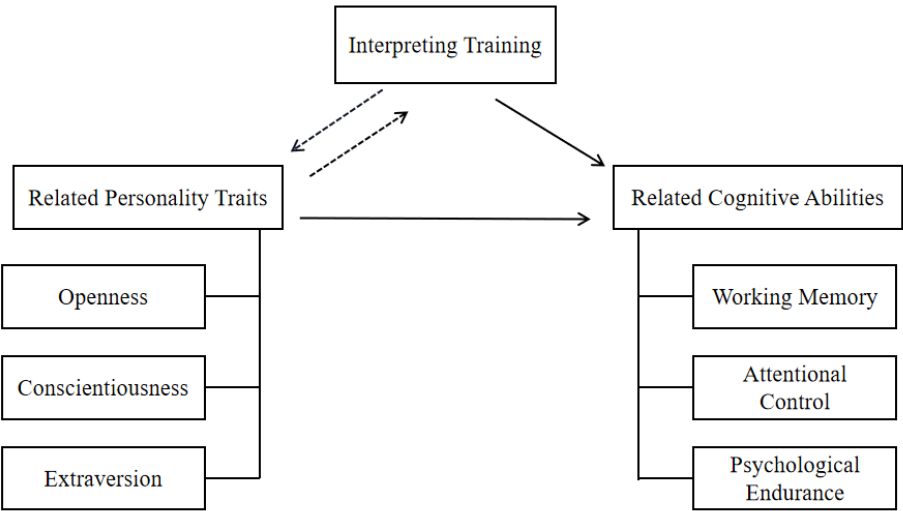 Interpreting Training
Related Personality Traits
Related Cognitive Abilities
Openness
Working Memory
Conscientiousness
Attentional
Control
Extraversion
Psychological
Endurance